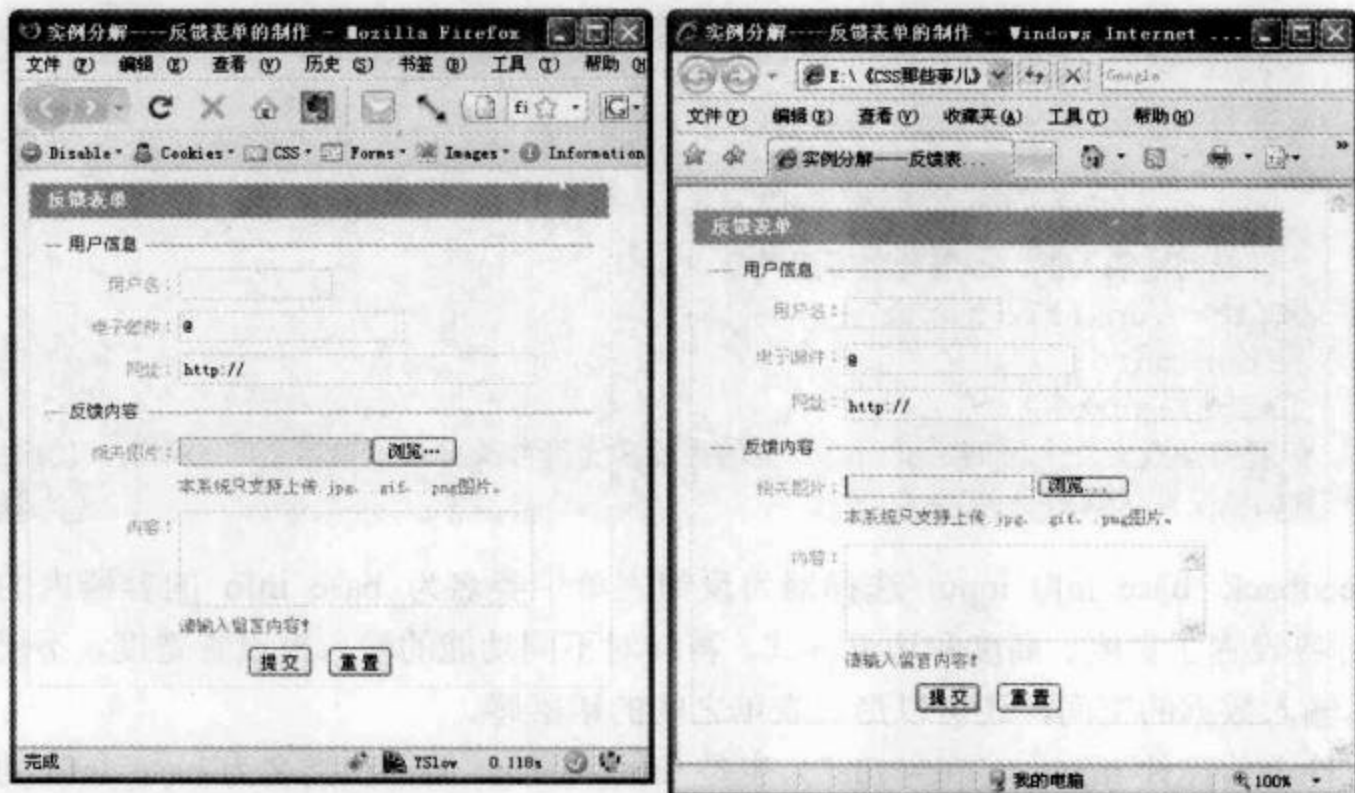 实例分解——反馈表单的制作 - Mozilla Firefox
文件(F) 编辑(E) 查看(V) 历史(S) 书签(B) 工具(T) 帮助(H
fi
Disable Cookies CSS Forms Images Information
反馈表单
用户信息
用户名：
电子邮件： @
网址： http://
反馈内容
相关图片： 浏览…
本系统只支持上传.jpg、.gif、.png图片。
内容：
请输入留言内容!
提交 重置
完成 YSlow 0.118s
实例分解——反馈表单的制作 - Windows Internet ...
E:\《CSS那些事儿》 Google
文件(F) 编辑(E) 查看(V) 收藏夹(A) 工具(T) 帮助(H)
实例分解——反馈表...
反馈表单
用户信息
用户名：
电子邮件： @
网址： http://
反馈内容
相关图片： 浏览...
本系统只支持上传.jpg、.gif、.png图片。
内容：
请输入留言内容!
提交 重置
我的电脑 100%